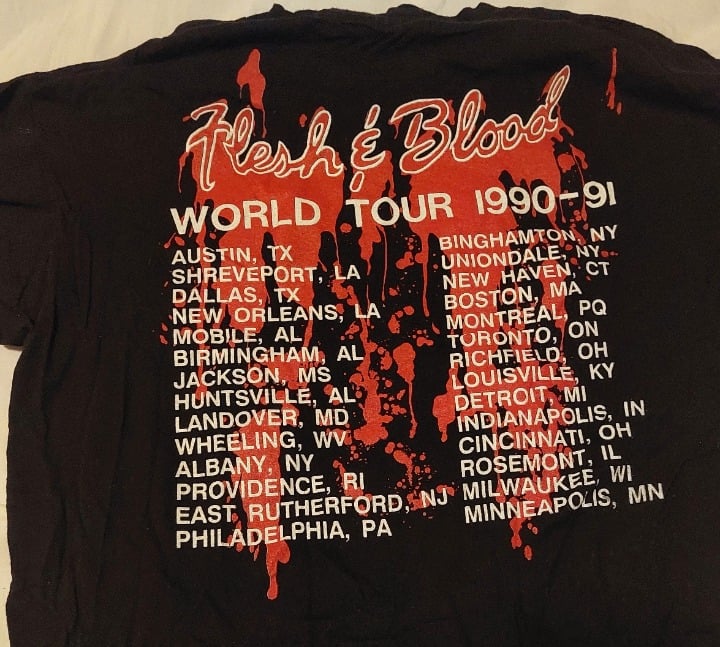 Flesh & Blood
WORLD TOUR 1990-91
AUSTIN, TX
SHREVEPORT, LA
DALLAS, TX
NEW ORLEANS, LA
MOBILE, AL
BIRMINGHAM, AL
JACKSON, MS
HUNTSVILLE, AL
LANDOVER, MD
WHEELING, WV
ALBANY, NY
PROVIDENCE, RI
EAST RUTHERFORD, NJ
PHILADELPHIA, PA
BINGHAMTON, NY
UNIONDALE, NY
NEW HAVEN, CT
BOSTON, MA
MONTREAL, PQ
TORONTO, ON
RICHFIELD, OH
LOUISVILLE, KY
DETROIT, MI
INDIANAPOLIS, IN
CINCINNATI, OH
ROSEMONT, IL
MILWAUKEE, WI
MINNEAPOLIS, MN